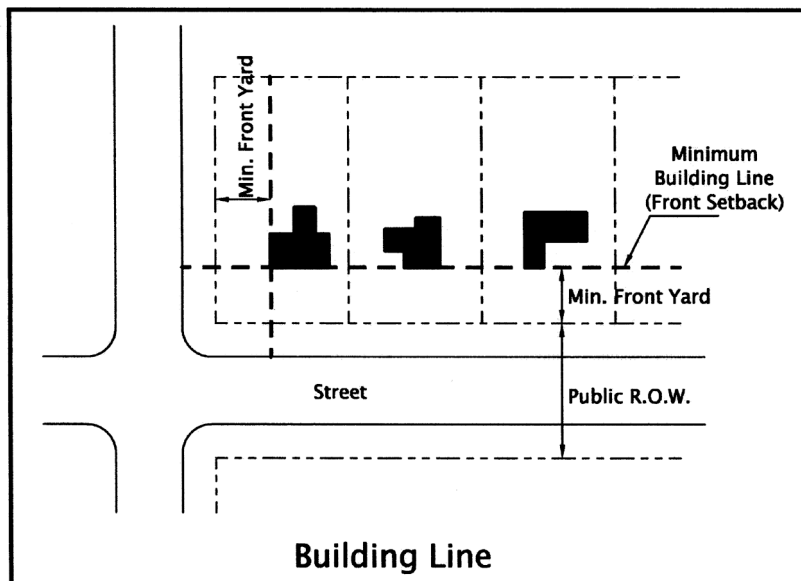 Min. Front Yard
Minimum
Building Line
(Front Setback)
Min. Front Yard
Street
Public R.O.W.
Building Line